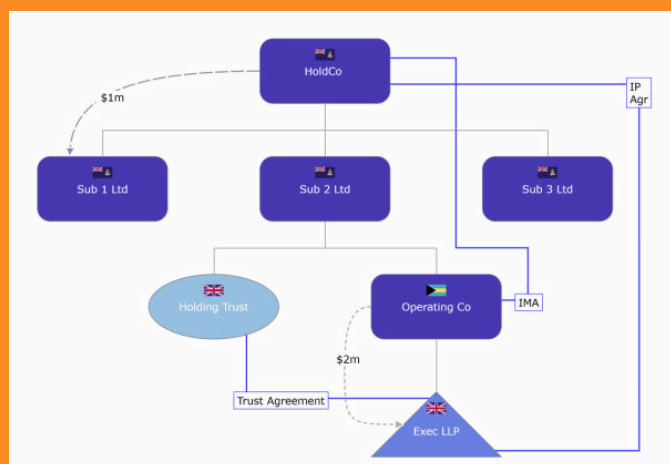 HoldCo
$1m
IP
Agr
Sub 1 Ltd
Sub 2 Ltd
Sub 3 Ltd
Holding Trust
Operating Co
IMA
$2m
Trust Agreement
Exec LLP